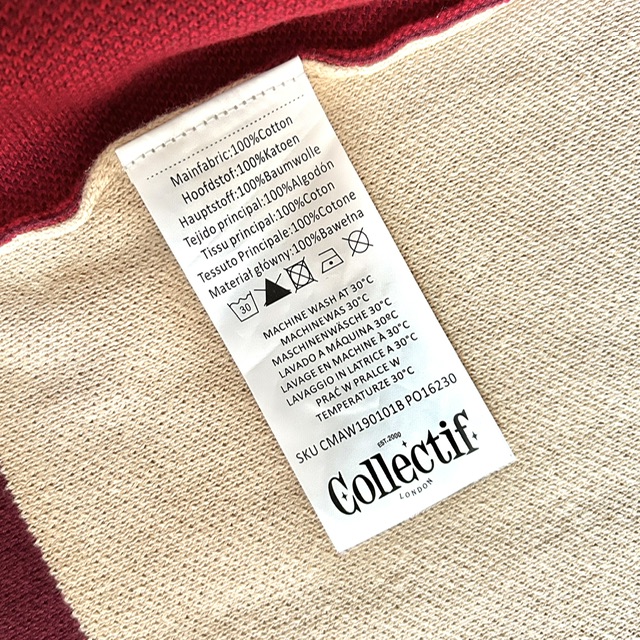 Mainfabric:100%Cotton
Hoofdstof:100%Katoen
Hauptstoff:100%Baumwolle
Tejido principal:100%Algodón
Tissu principal:100%Coton
Tessuto Principale:100%Cotone
Materiał główny:100%Bawełna
30
MACHINE WASH AT 30°C
MACHINEWAS 30°C
MASCHINENWÄSCHE 30°C
LAVADO A MÁQUINA 30ºC
LAVAGE EN MACHINE À 30°C
LAVAGGIO IN LATRICE A 30°C
PRAĆ W PRALCE W
TEMPERATURZE 30°C
SKU CMAW190101B PO16230
EST.2000
Collectif
LONDON